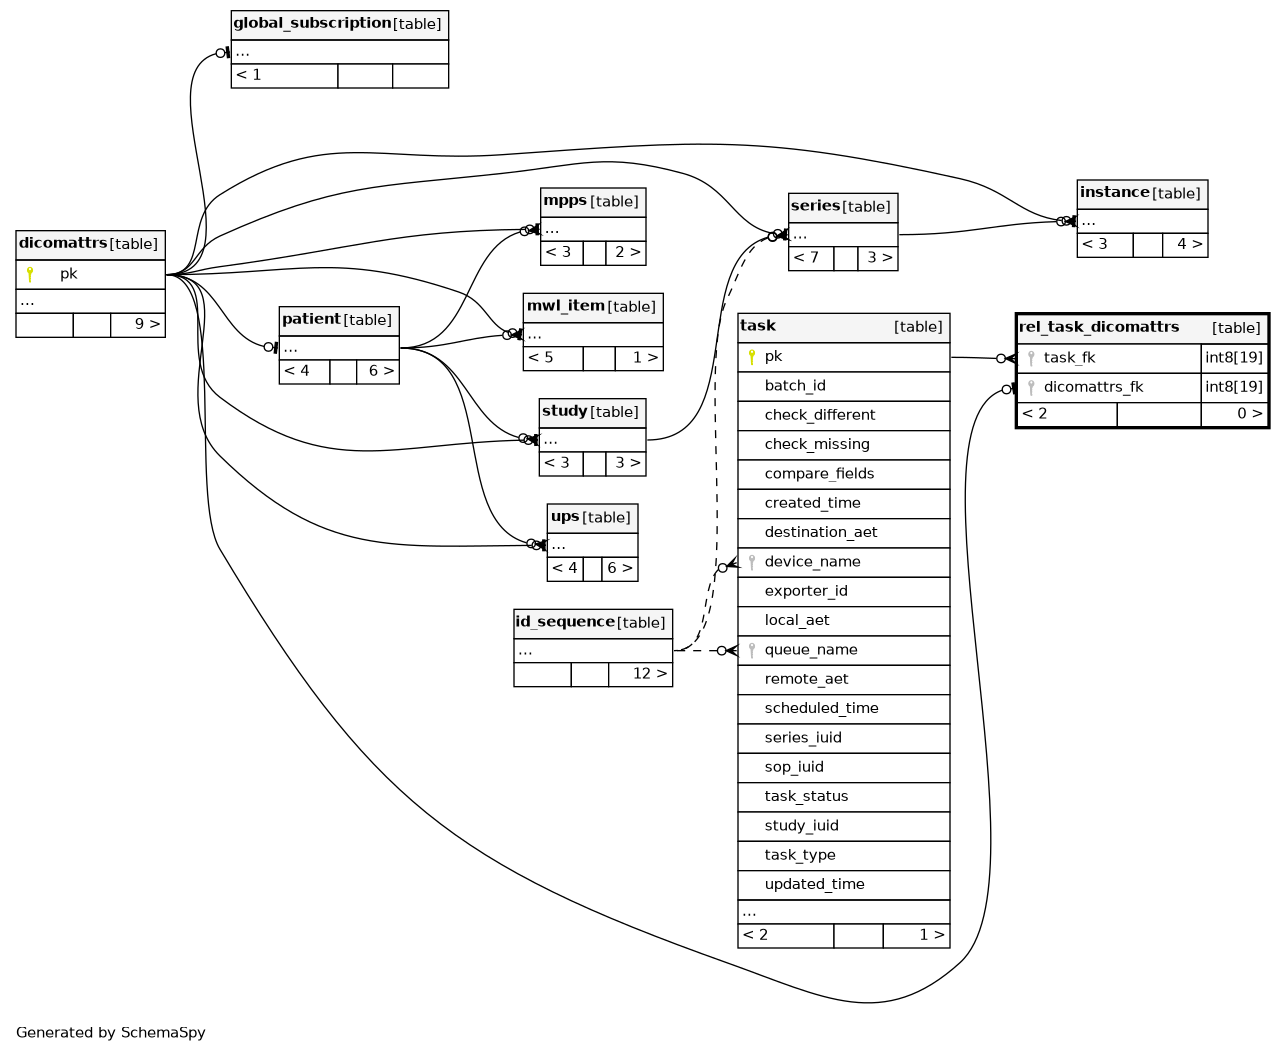 global_subscription [table]
...
< 1
dicomattrs [table]
pk
...
9 >
patient [table]
...
< 4 6 >
mpps [table]
...
< 3 2 >
mwl_item [table]
...
< 5 1 >
study [table]
...
< 3 3 >
ups [table]
...
< 4 6 >
id_sequence [table]
...
12 >
series [table]
...
< 7 3 >
task [table]
pk
batch_id
check_different
check_missing
compare_fields
created_time
destination_aet
device_name
exporter_id
local_aet
queue_name
remote_aet
scheduled_time
series_iuid
sop_iuid
task_status
study_iuid
task_type
updated_time
...
< 2 1 >
instance [table]
...
< 3 4 >
rel_task_dicomattrs [table]
task_fk int8[19]
dicomattrs_fk int8[19]
< 2 0 >
Generated by SchemaSpy